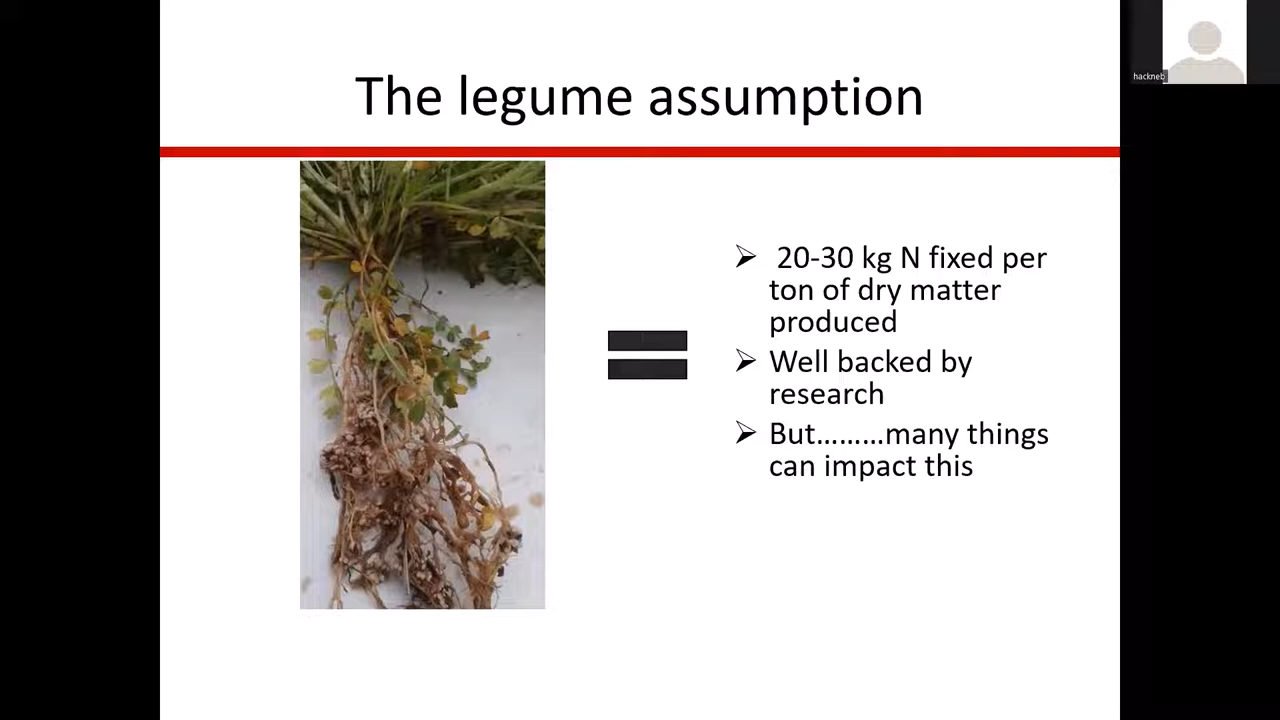 The legume assumption
hackneb
➢ 20-30 kg N fixed per
ton of dry matter
produced
➢ Well backed by
research
➢ But………many things
can impact this